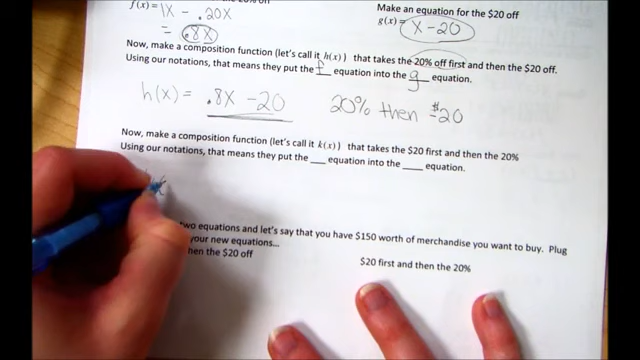 f(x) = 1x - .20x
= .8x
Make an equation for the $20 off
g(x) = x - 20
Now, make a composition function (let's call it h(x)) that takes the 20% off first and then the $20 off.
Using our notations, that means they put the f equation into the g equation.
h(x) = .8x - 20 20% then -$20
Now, make a composition function (let's call it k(x)) that takes the $20 first and then the 20%
Using our notations, that means they put the ___ equation into the ____ equation.
two equations and let's say that you have $150 worth of merchandise you want to buy. Plug
your new equations...
then the $20 off $20 first and then the 20%